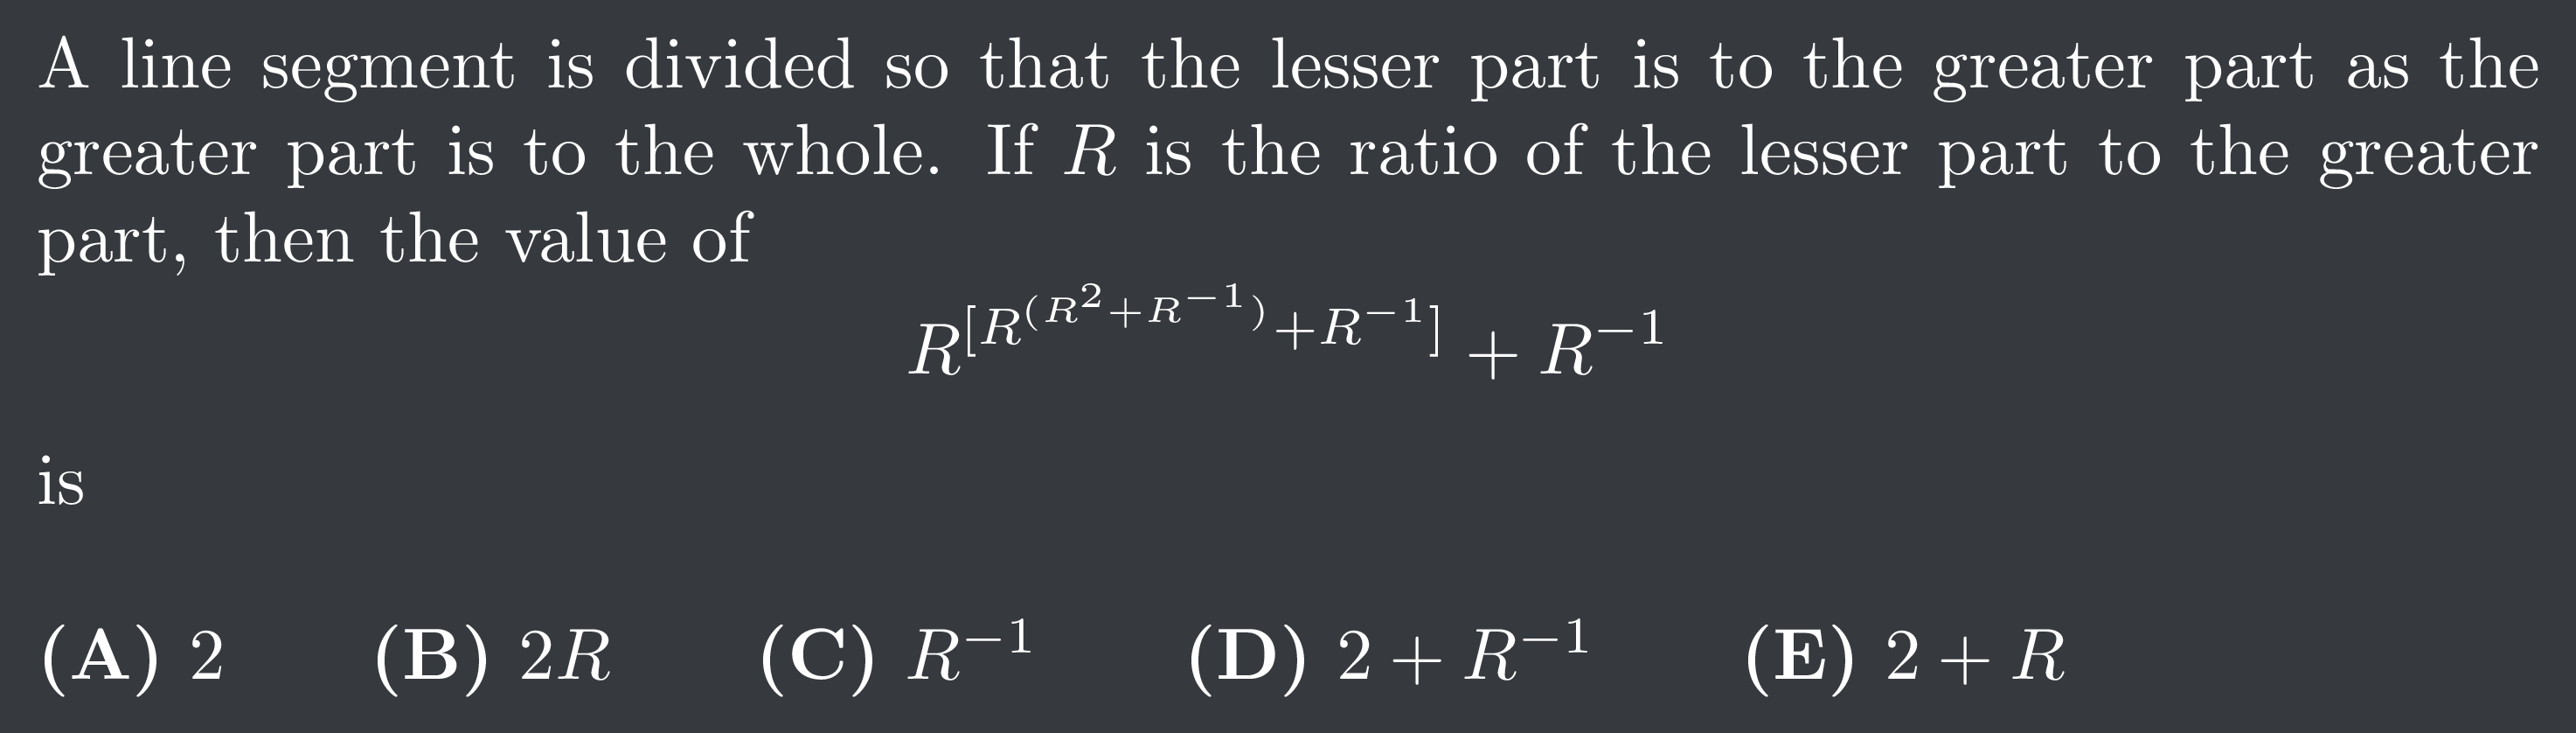 A line segment is divided so that the lesser part is to the greater part as the
greater part is to the whole. If R is the ratio of the lesser part to the greater
part, then the value of
R^{[R^{(R^2+R^{-1})}+R^{-1}]} + R^{-1}
is
(A) 2 (B) 2R (C) R^{-1} (D) 2 + R^{-1} (E) 2 + R